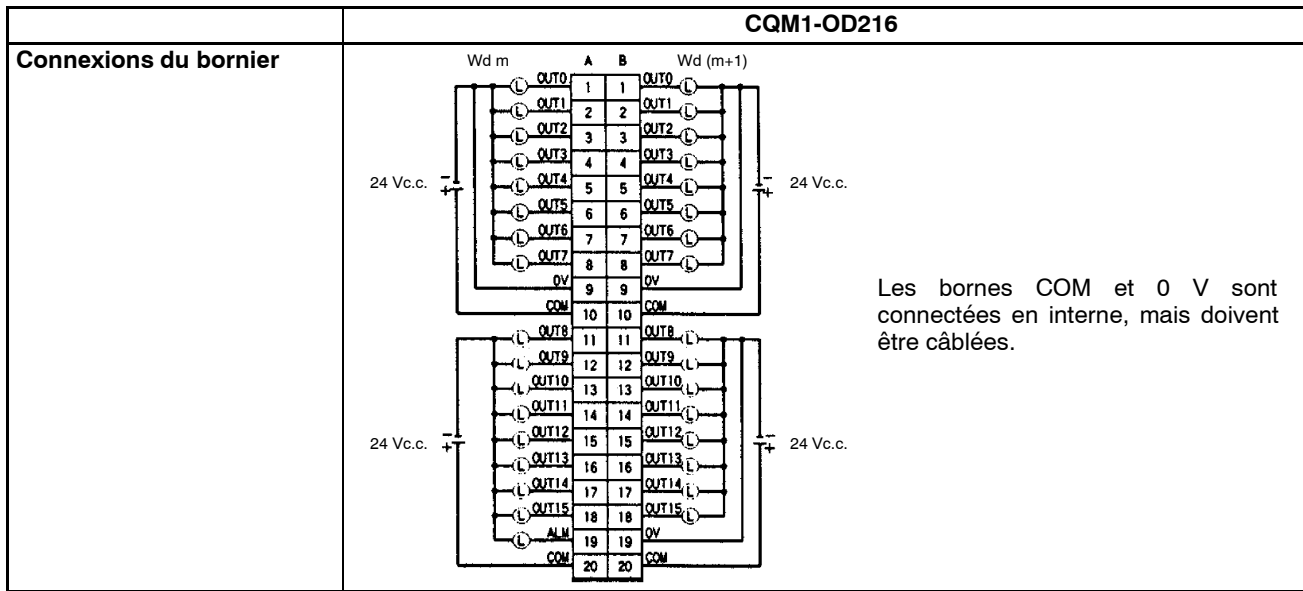 CQM1-OD216
Connexions du bornier
Wd m A B Wd (m+1)
OUT0 1 1 OUT0
L L
OUT1 2 2 OUT1
L L
OUT2 3 3 OUT2
L L
OUT3 4 4 OUT3
L L
24 Vc.c. − + OUT4 5 5 OUT4 − + 24 Vc.c.
L L
OUT5 6 6 OUT5
L L
OUT6 7 7 OUT6
L L
OUT7 8 8 OUT7
L L
0V 9 9 0V
COM 10 10 COM
OUT8 11 11 OUT8
L L
OUT9 12 12 OUT9
L L
OUT10 13 13 OUT10
L L
OUT11 14 14 OUT11
L L
24 Vc.c. − + OUT12 15 15 OUT12 − + 24 Vc.c.
L L
OUT13 16 16 OUT13
L L
OUT14 17 17 OUT14
L L
OUT15 18 18 OUT15
L L
ALM 19 19 0V
L
COM 20 20 COM
Les bornes COM et 0 V sont
connectées en interne, mais doivent
être câblées.